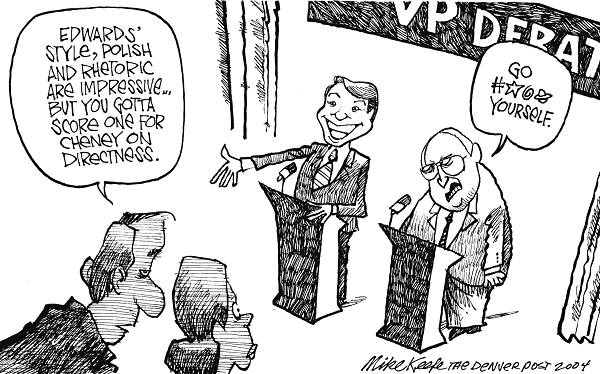 EDWARDS'
STYLE, POLISH
AND RHETORIC
ARE IMPRESSIVE...
BUT YOU GOTTA
SCORE ONE FOR
CHENEY ON
DIRECTNESS.
VP DEBAT
GO
#☆@&
YOURSELF.
Mike Keefe THE DENVER POST 2004